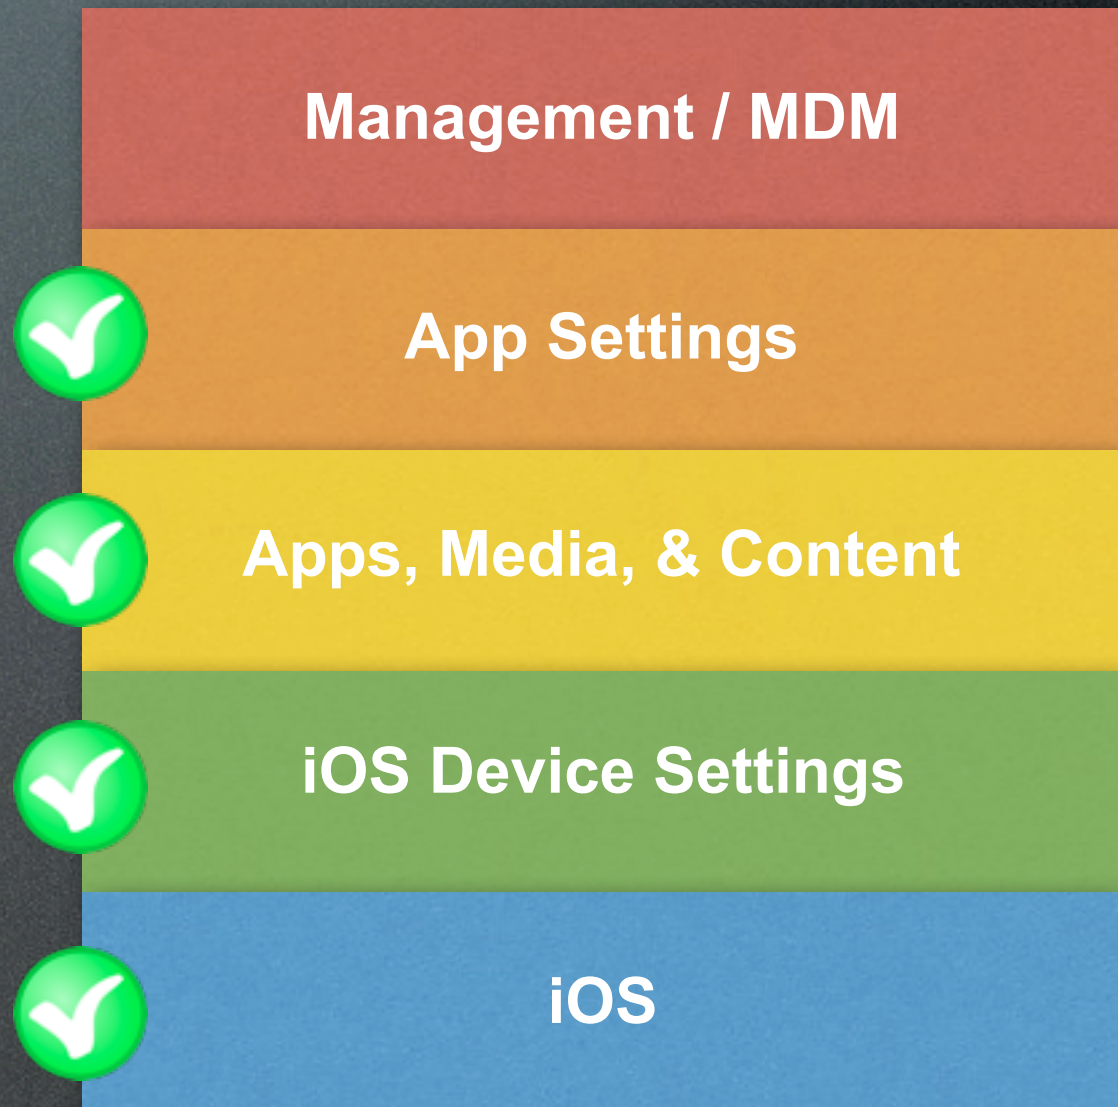 Management / MDM
App Settings
Apps, Media, & Content
iOS Device Settings
iOS